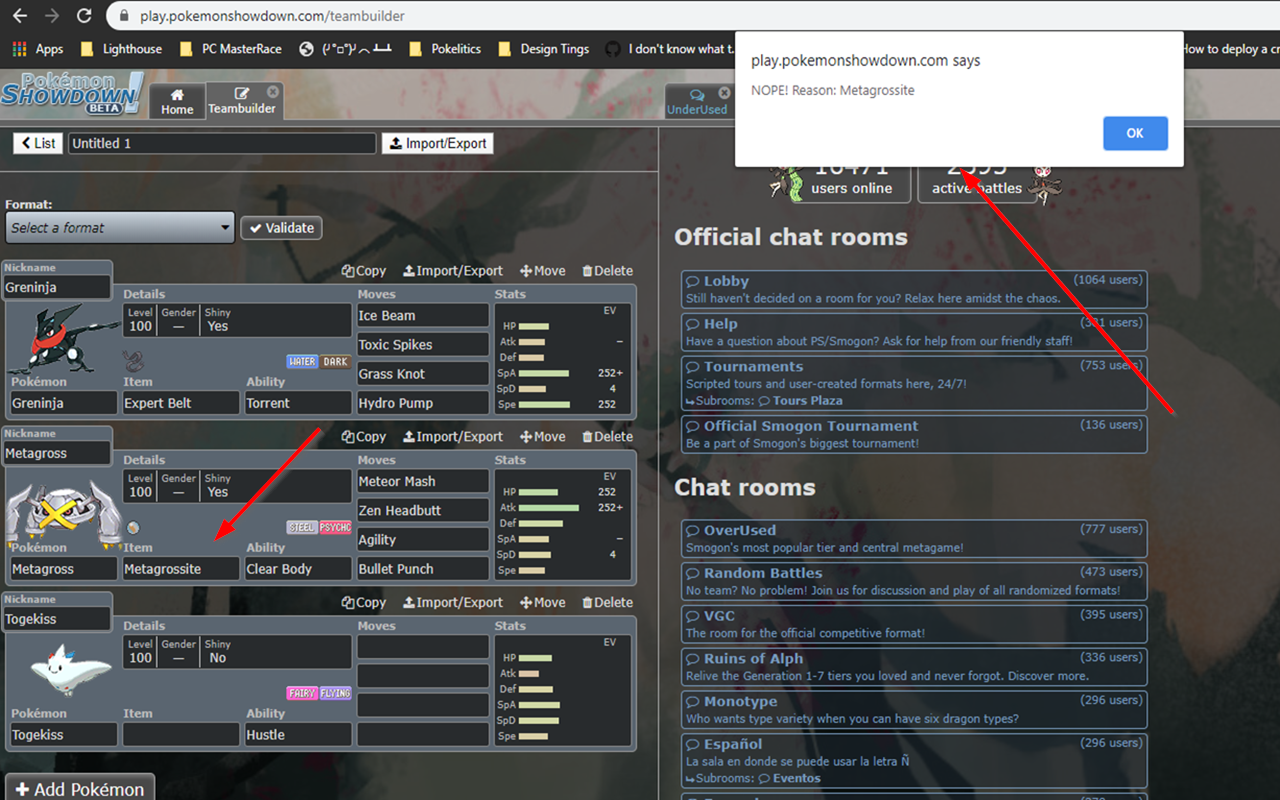 play.pokemonshowdown.com/teambuilder
Apps
Lighthouse
PC MasterRace
(╯°□°)╯︵ ┻━┻
Pokelitics
Design Tings
I don't know what t.
How to deploy a cr
play.pokemonshowdown.com says
NOPE! Reason: Metagrossite
OK
Pokémon
SHOWDOWN!
BETA
Home
Teambuilder
UnderUsed
List
Untitled 1
Import/Export
Format:
Select a format
Validate
Nickname
Greninja
Copy Import/Export Move Delete
Details Moves Stats
Level Gender Shiny
100 — Yes
WATER DARK
Pokémon Item Ability
Greninja Expert Belt Torrent
Ice Beam
Toxic Spikes
Grass Knot
Hydro Pump
EV
HP
Atk –
Def
SpA 252+
SpD 4
Spe 252
Nickname
Metagross
Copy Import/Export Move Delete
Details Moves Stats
Level Gender Shiny
100 — Yes
STEEL PSYCHC
Pokémon Item Ability
Metagross Metagrossite Clear Body
Meteor Mash
Zen Headbutt
Agility
Bullet Punch
EV
HP 252
Atk 252+
Def
SpA –
SpD 4
Spe
Nickname
Togekiss
Copy Import/Export Move Delete
Details Moves Stats
Level Gender Shiny
100 — No
FAIRY FLYING
Pokémon Item Ability
Togekiss Hustle
EV
HP
Atk
Def
SpA
SpD
Spe
Add Pokémon
users online
active battles
Official chat rooms
Lobby (1064 users)
Still haven't decided on a room for you? Relax here amidst the chaos.
Help users)
Have a question about PS/Smogon? Ask for help from our friendly staff!
Tournaments (753 users)
Scripted tours and user-created formats here, 24/7!
↳Subrooms: Tours Plaza
Official Smogon Tournament (136 users)
Be a part of Smogon's biggest tournament!
Chat rooms
OverUsed (777 users)
Smogon's most popular tier and central metagame!
Random Battles (473 users)
No team? No problem! Join us for discussion and play of all randomized formats!
VGC (395 users)
The room for the official competitive format!
Ruins of Alph (336 users)
Relive the Generation 1-7 tiers you loved and never forgot. Discover more.
Monotype (296 users)
Who wants type variety when you can have six dragon types?
Español (296 users)
La sala en donde se puede usar la letra Ñ
↳Subrooms: Eventos